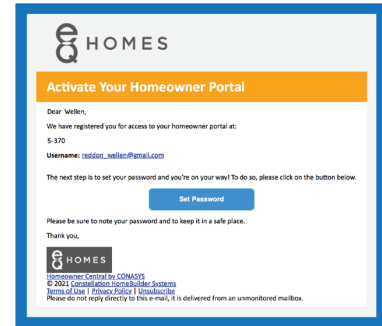 eQ HOMES
Activate Your Homeowner Portal
Dear Wellen,
We have registered you for access to your homeowner portal at:
5-370
Username: reddon_wellen@gmail.com
The next step is to set your password and you're on your way! To do so, please click on the button below.
Set Password
Please be sure to note your password and to keep it in a safe place.
Thank you,
eQ HOMES
Homeowner Central by CONASYS
© 2021 Constellation HomeBuilder Systems
Terms of Use | Privacy Policy | Unsubscribe
Please do not reply directly to this e-mail, it is delivered from an unmonitored mailbox.